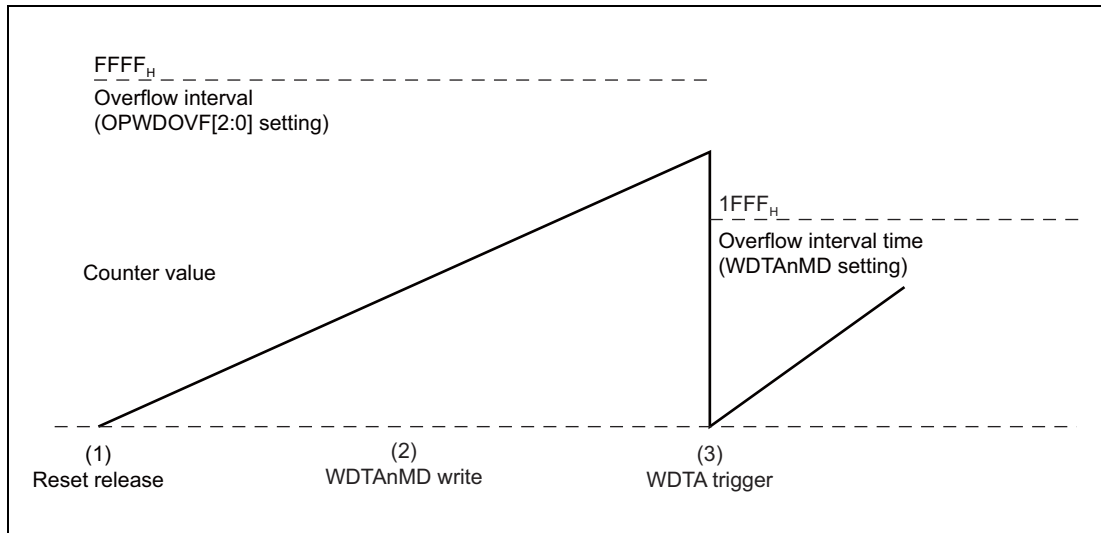 FFFFH
Overflow interval
(OPWDOVF[2:0] setting)
1FFFH
Overflow interval time
(WDTAnMD setting)
Counter value
(1)
Reset release
(2)
WDTAnMD write
(3)
WDTA trigger